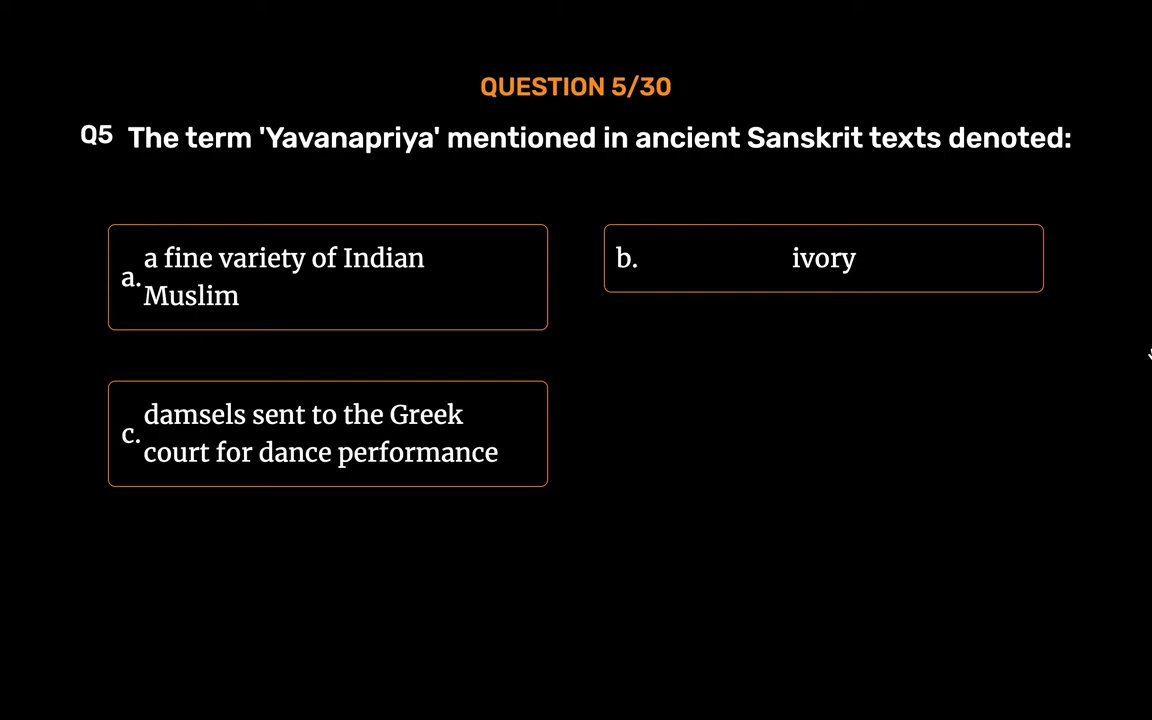 QUESTION 5/30
Q5 The term 'Yavanapriya' mentioned in ancient Sanskrit texts denoted:
a. a fine variety of Indian
Muslim
b. ivory
c. damsels sent to the Greek
court for dance performance